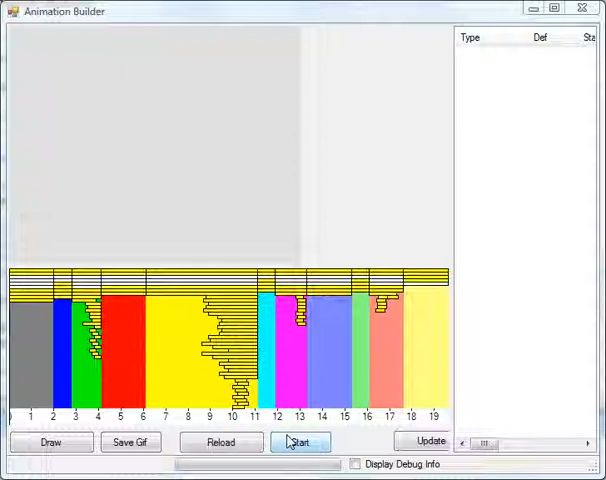 Animation Builder
Type Def Sta
1 2 3 4 5 6 7 8 9 10 11 12 13 14 15 16 17 18 19
Draw Save Gif Reload Start Update
Display Debug Info